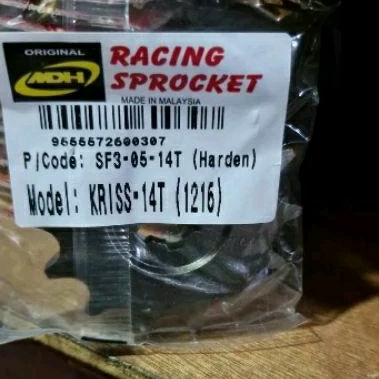 ORIGINAL
MDH
RACING
SPROCKET
MADE IN MALAYSIA
9555572600307
P/Code: SF3-05-14T (Harden)
Model: KRISS-14T (1216)